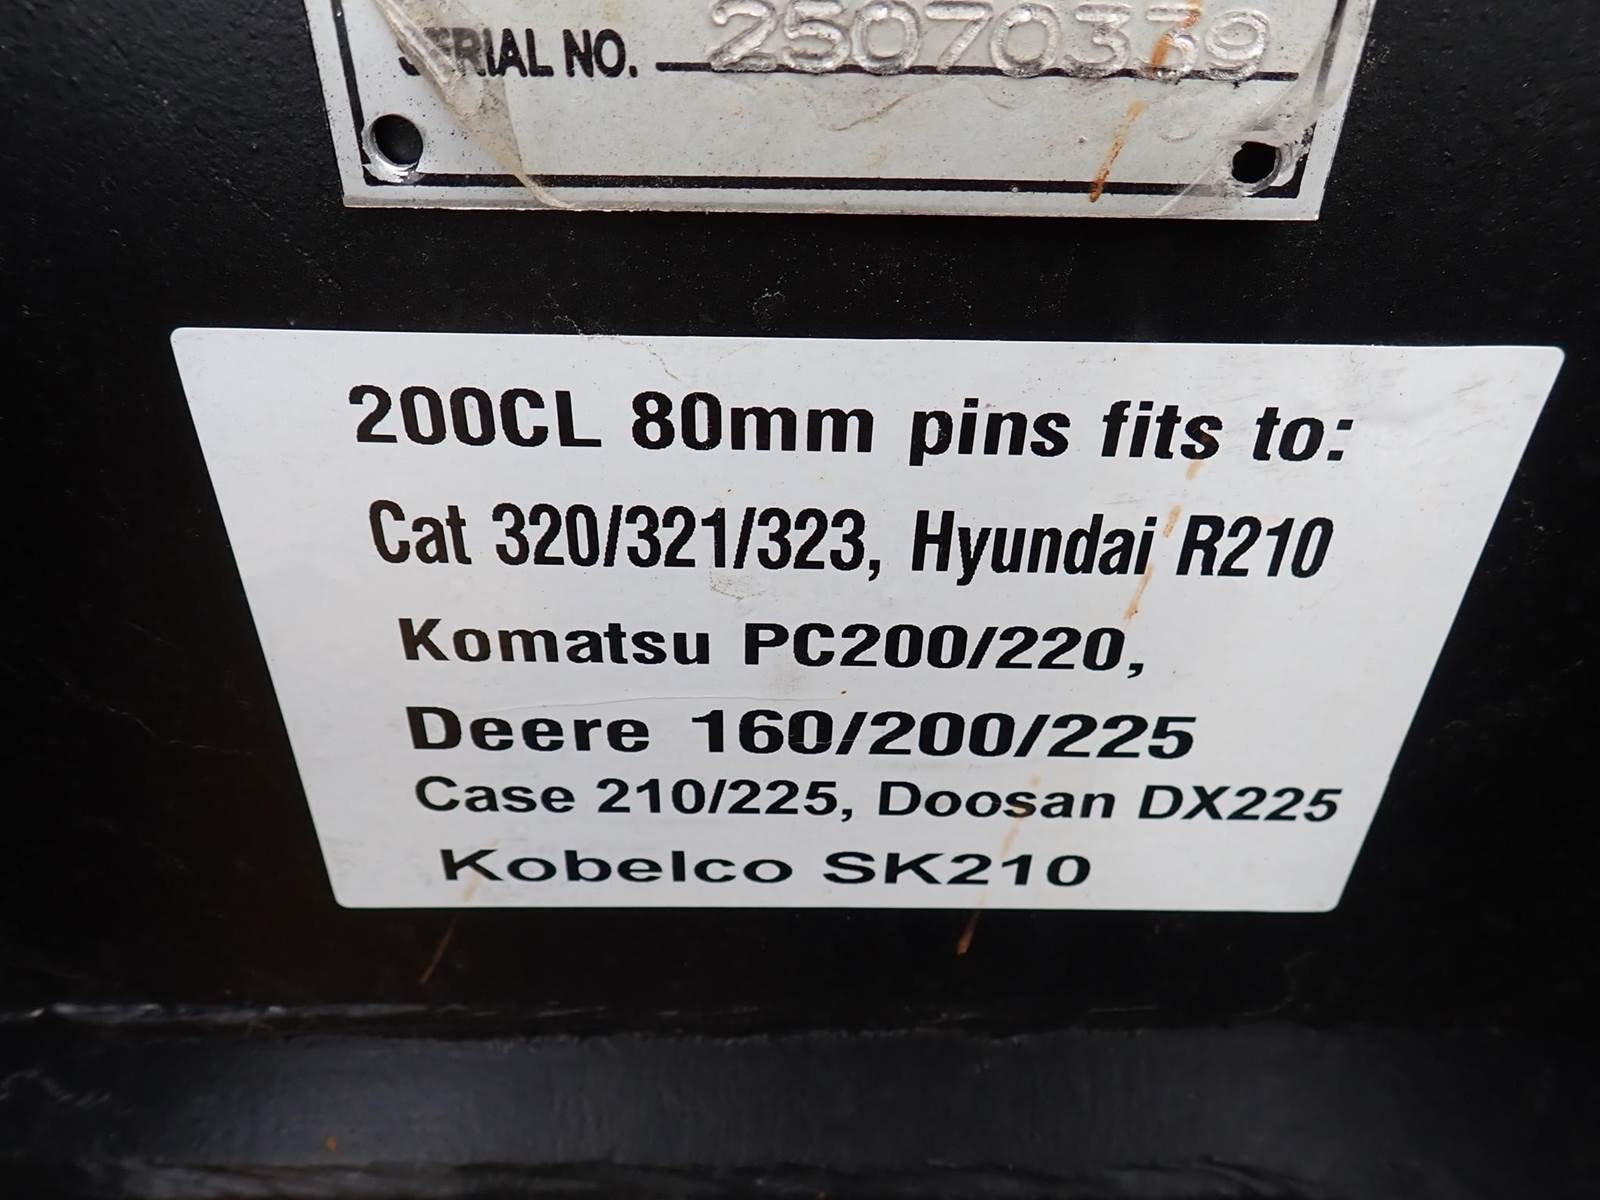 SERIAL NO. 25070339
200CL 80mm pins fits to:
Cat 320/321/323, Hyundai R210
Komatsu PC200/220,
Deere 160/200/225
Case 210/225, Doosan DX225
Kobelco SK210